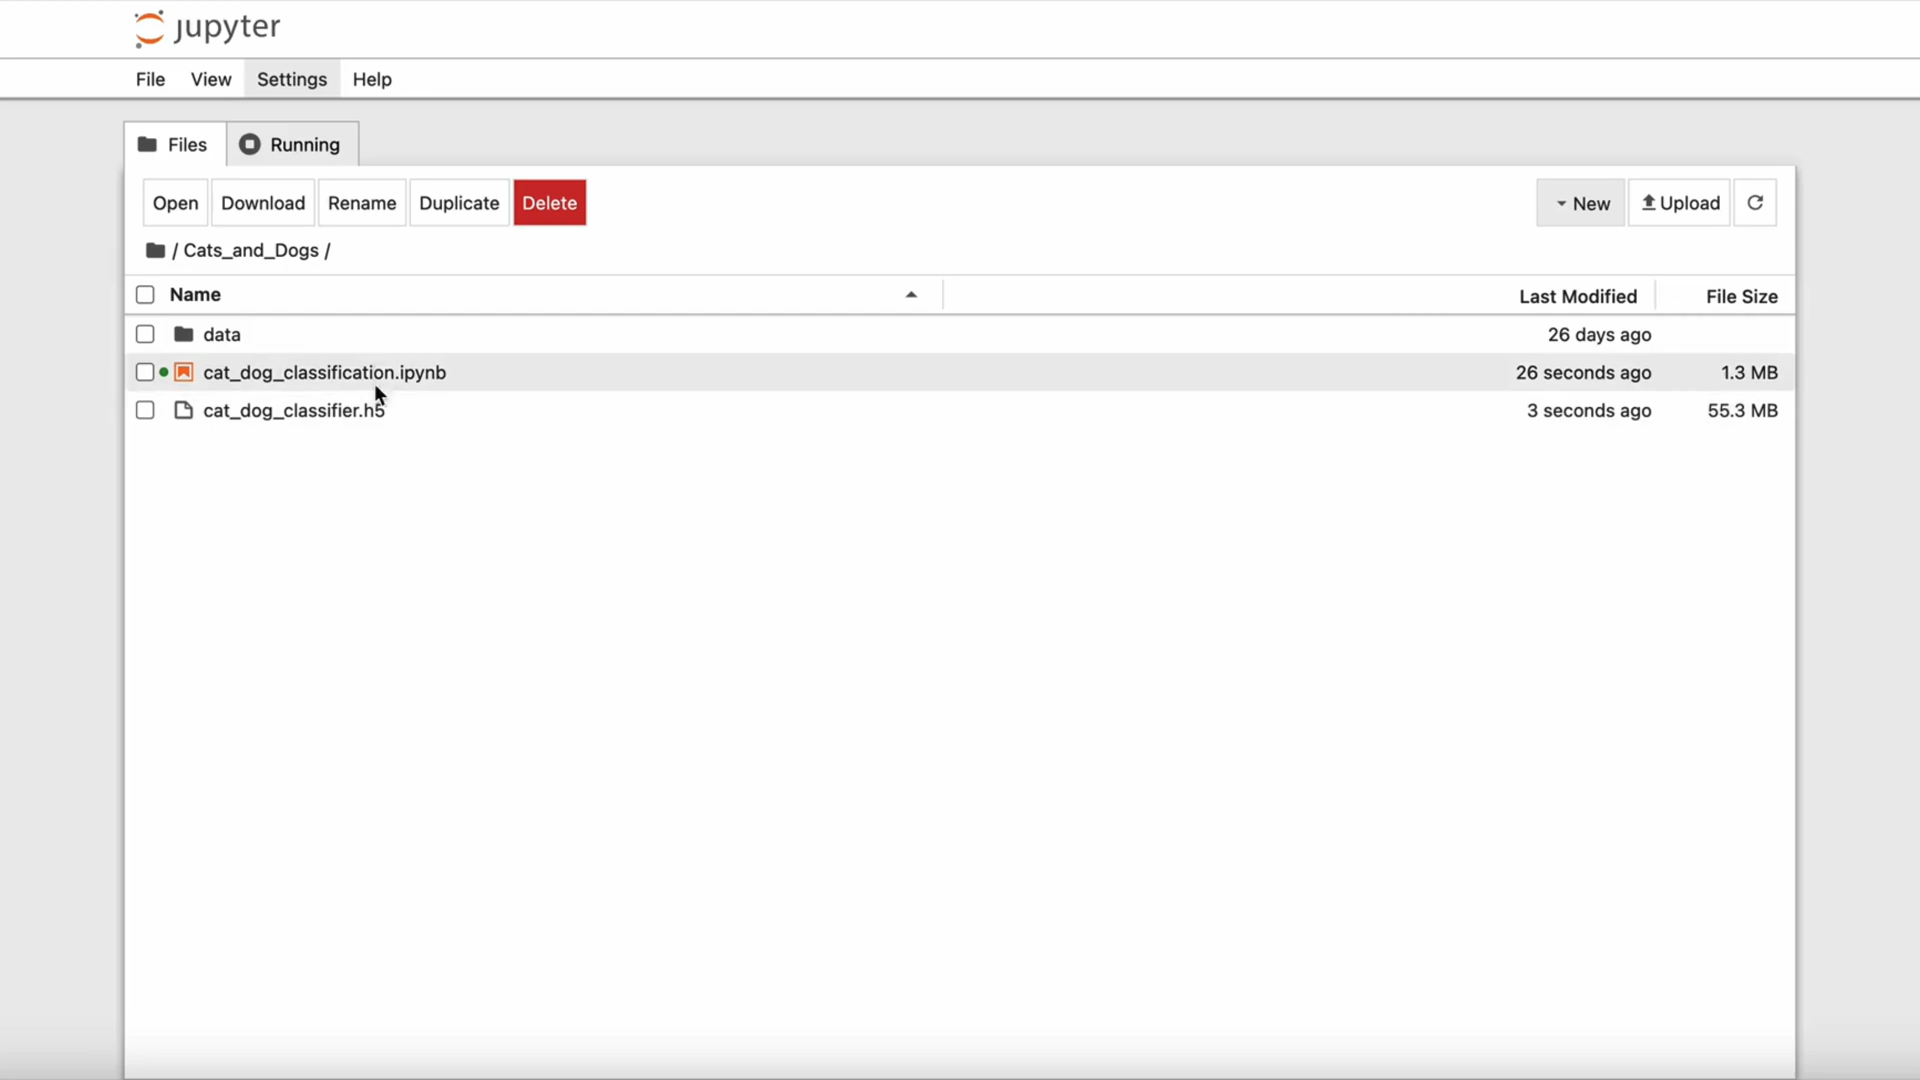 jupyter
File View Settings Help
Files Running
Open Download Rename Duplicate Delete New Upload
/ Cats_and_Dogs /
Name Last Modified File Size
data 26 days ago
cat_dog_classification.ipynb 26 seconds ago 1.3 MB
cat_dog_classifier.h5 3 seconds ago 55.3 MB